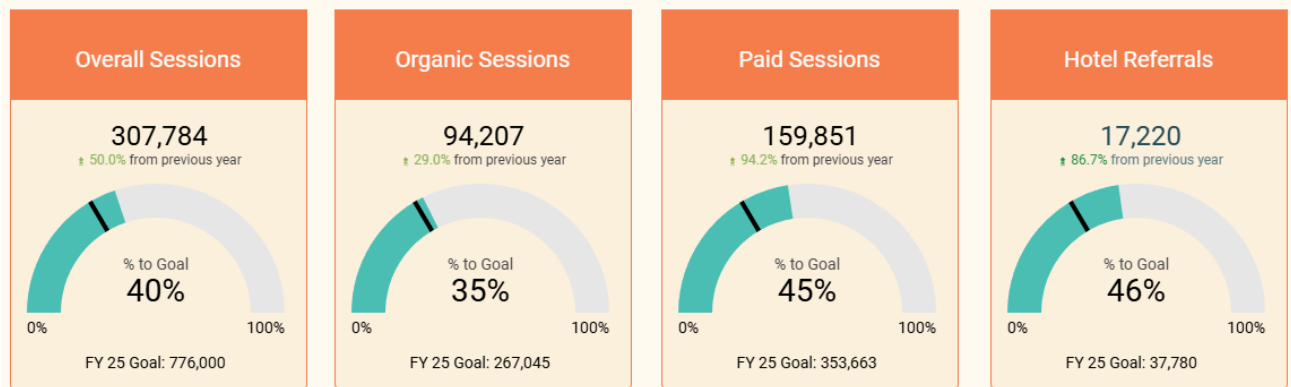 Overall Sessions
307,784
50.0% from previous year
% to Goal
40%
0% 100%
FY 25 Goal: 776,000
Organic Sessions
94,207
29.0% from previous year
% to Goal
35%
0% 100%
FY 25 Goal: 267,045
Paid Sessions
159,851
94.2% from previous year
% to Goal
45%
0% 100%
FY 25 Goal: 353,663
Hotel Referrals
17,220
86.7% from previous year
% to Goal
46%
0% 100%
FY 25 Goal: 37,780